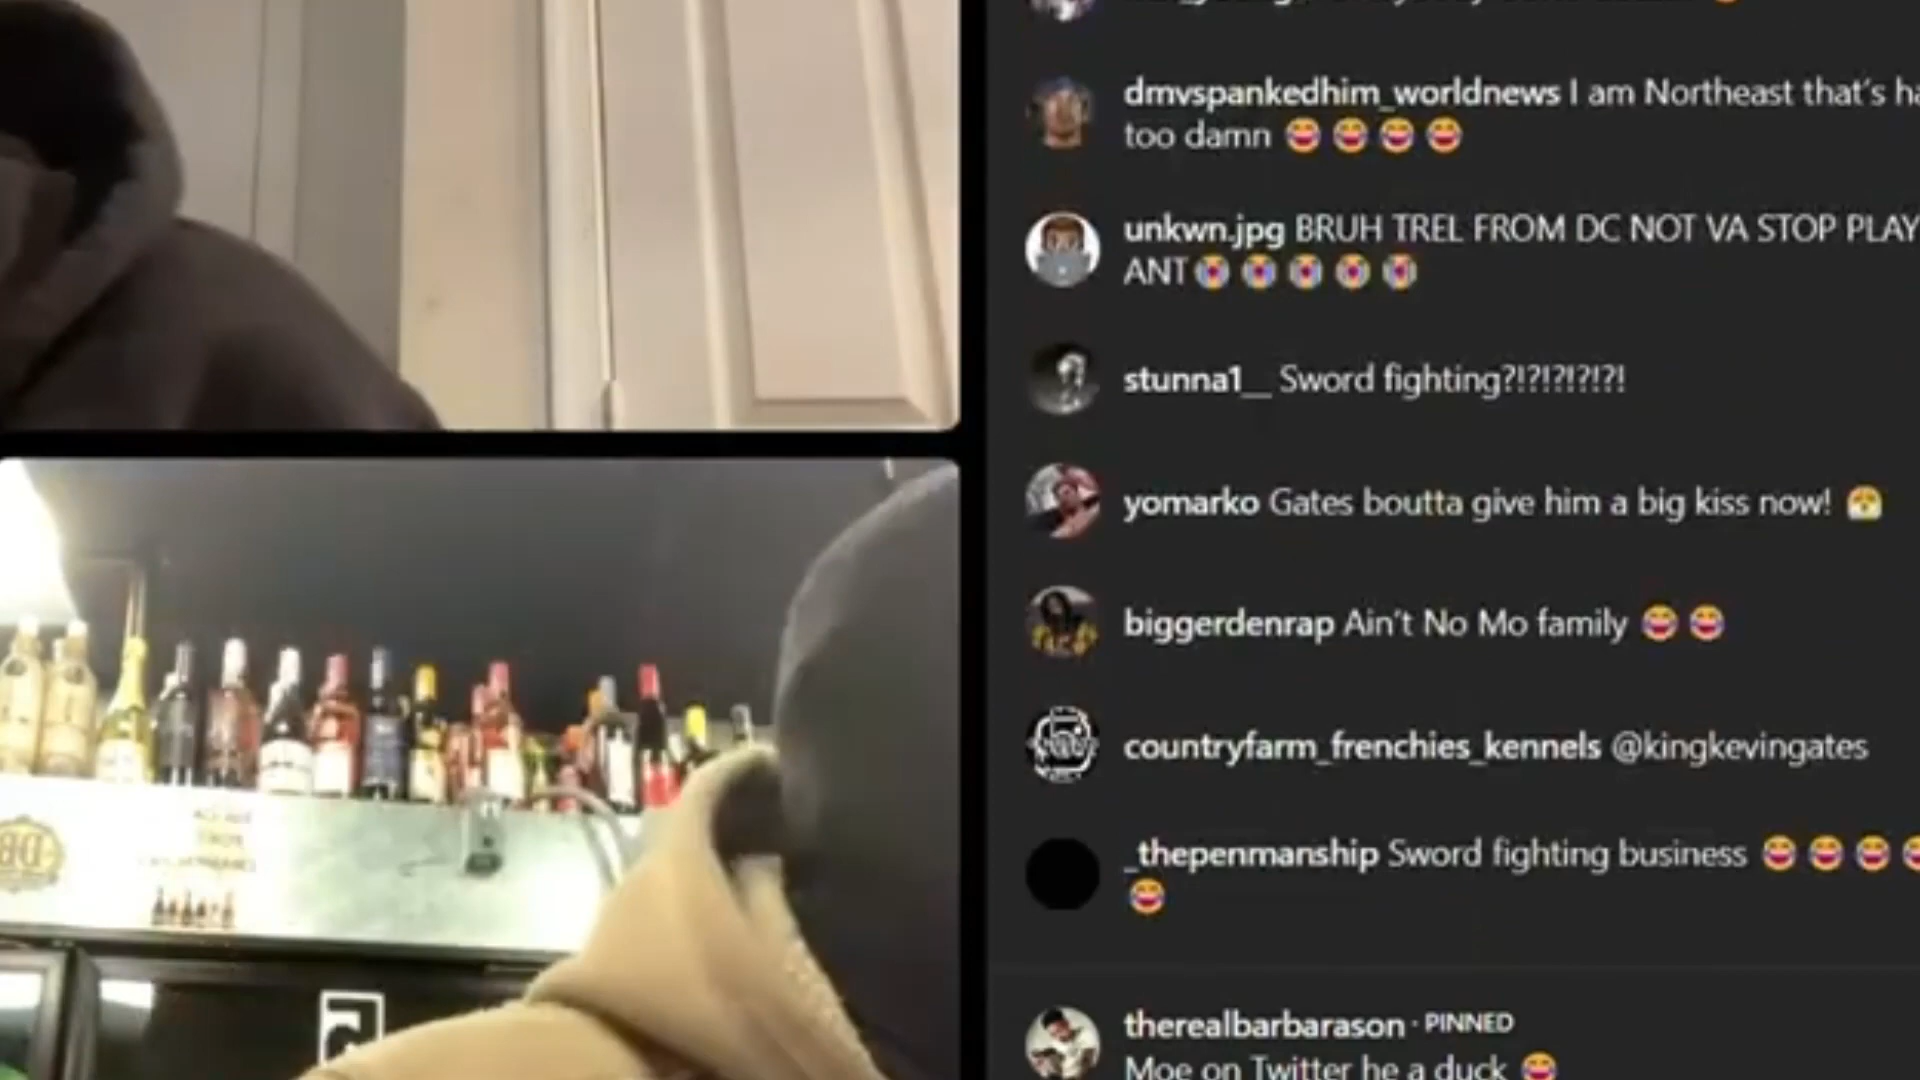 dmvspankedhim_worldnews I am Northeast that's ha
too damn 😂 😂 😂 😂
unkwn.jpg BRUH TREL FROM DC NOT VA STOP PLAY
ANT 😭 😭 😭 😭 😭
stunna1__ Sword fighting?!?!?!?!?!
yomarko Gates boutta give him a big kiss now! 😤
biggerdenrap Ain't No Mo family 😂 😂
countryfarm_frenchies_kennels @kingkevingates
_thepenmanship Sword fighting business 😂 😂 😂 😂
😂
therealbarbarason · PINNED
Moe on Twitter he a duck 😂